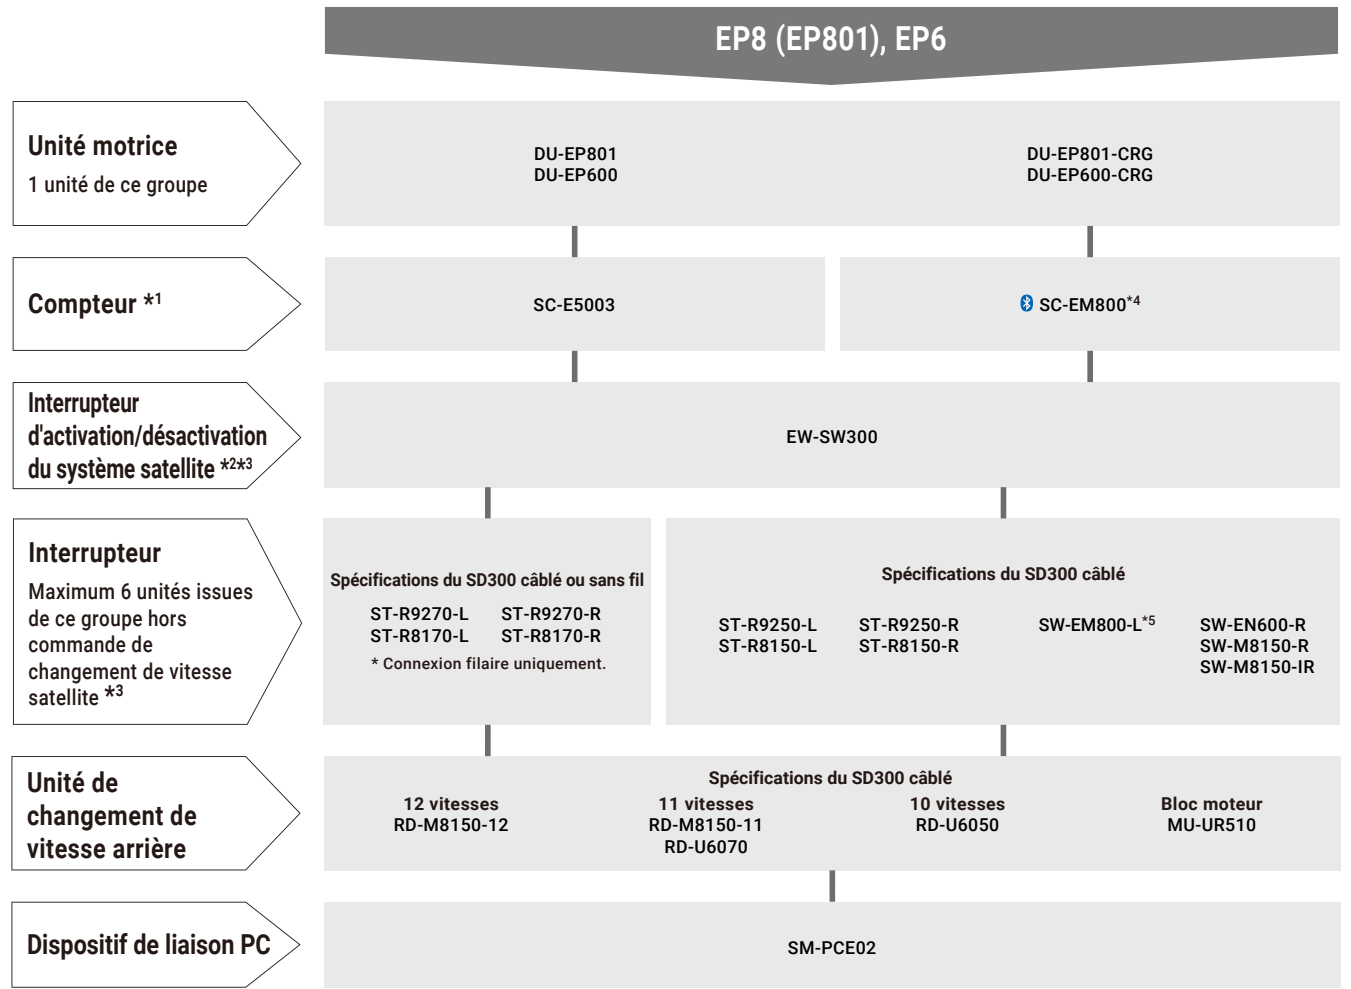 EP8 (EP801), EP6
Unité motrice
1 unité de ce groupe
DU-EP801
DU-EP600
DU-EP801-CRG
DU-EP600-CRG
Compteur *1
SC-E5003
SC-EM800*4
Interrupteur
d'activation/désactivation
du système satellite *2*3
EW-SW300
Interrupteur
Maximum 6 unités issues
de ce groupe hors
commande de
changement de vitesse
satellite *3
Spécifications du SD300 câblé ou sans fil
ST-R9270-L ST-R9270-R
ST-R8170-L ST-R8170-R
* Connexion filaire uniquement.
Spécifications du SD300 câblé
ST-R9250-L ST-R9250-R SW-EM800-L*5 SW-EN600-R
ST-R8150-L ST-R8150-R SW-M8150-R
SW-M8150-IR
Unité de
changement de
vitesse arrière
Spécifications du SD300 câblé
12 vitesses 11 vitesses 10 vitesses Bloc moteur
RD-M8150-12 RD-M8150-11 RD-U6050 MU-UR510
RD-U6070
Dispositif de liaison PC
SM-PCE02